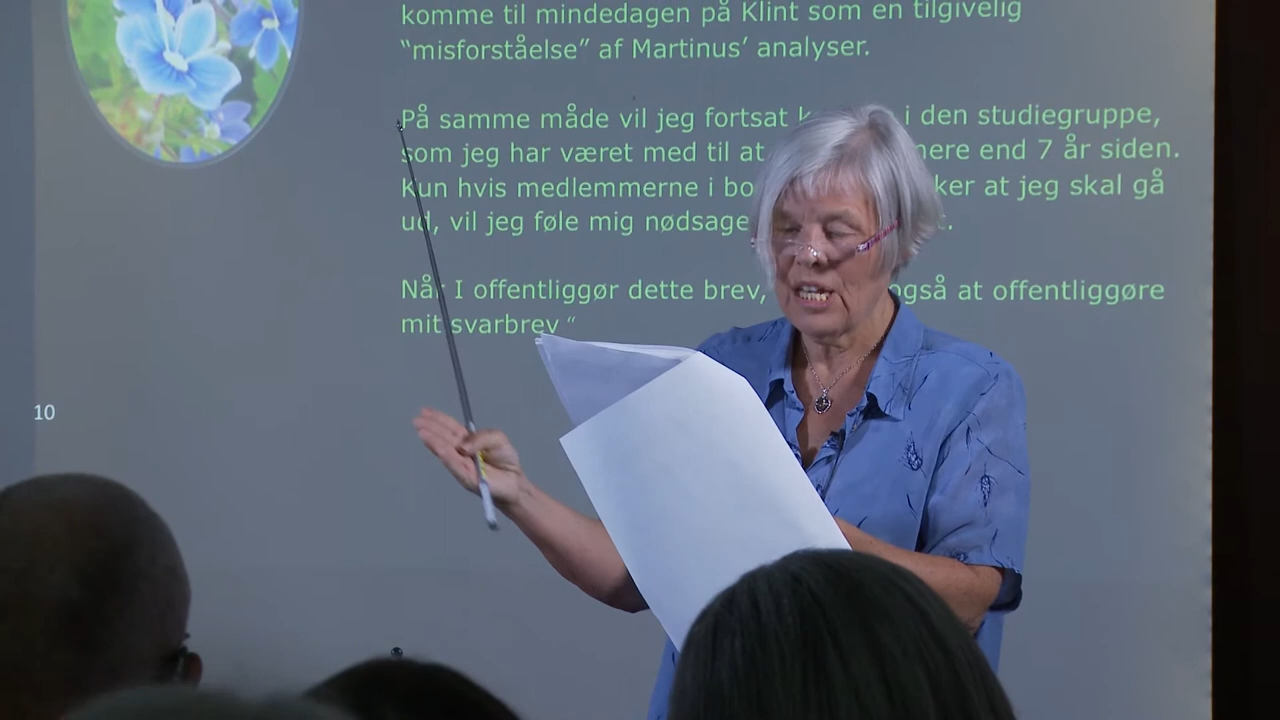 komme til mindedagen på Klint som en tilgivelig
“misforståelse” af Martinus’ analyser.
På samme måde vil jeg fortsat i den studiegruppe,
som jeg har været med til at end 7 år siden.
Kun hvis medlemmerne i at jeg skal gå
ud, vil jeg føle mig
Når I offentliggør dette brev, også at offentliggøre
mit svarbrev “
10